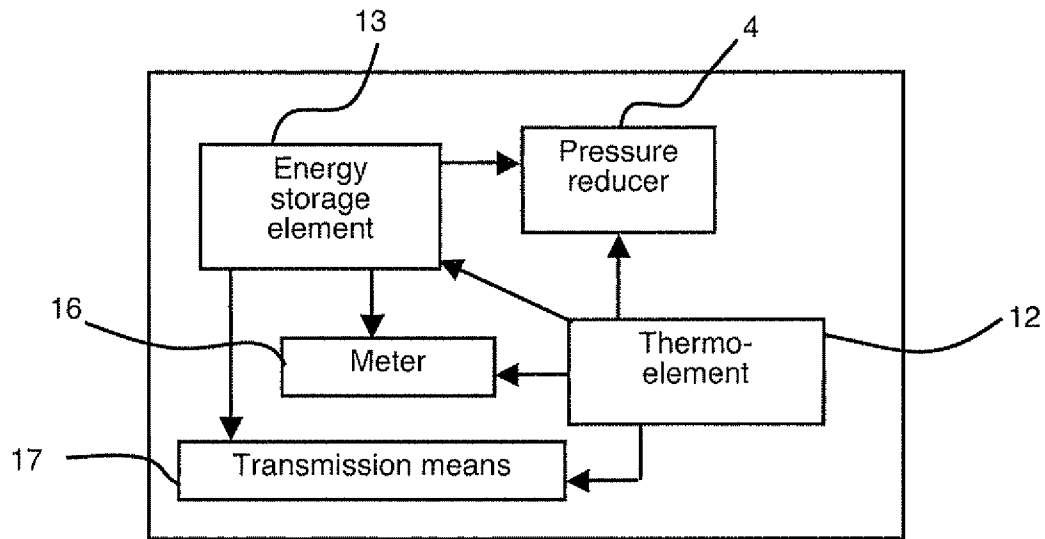 13
4
Energy
storage
element
Pressure
reducer
16
Meter
Thermo-
element
12
17
Transmission means